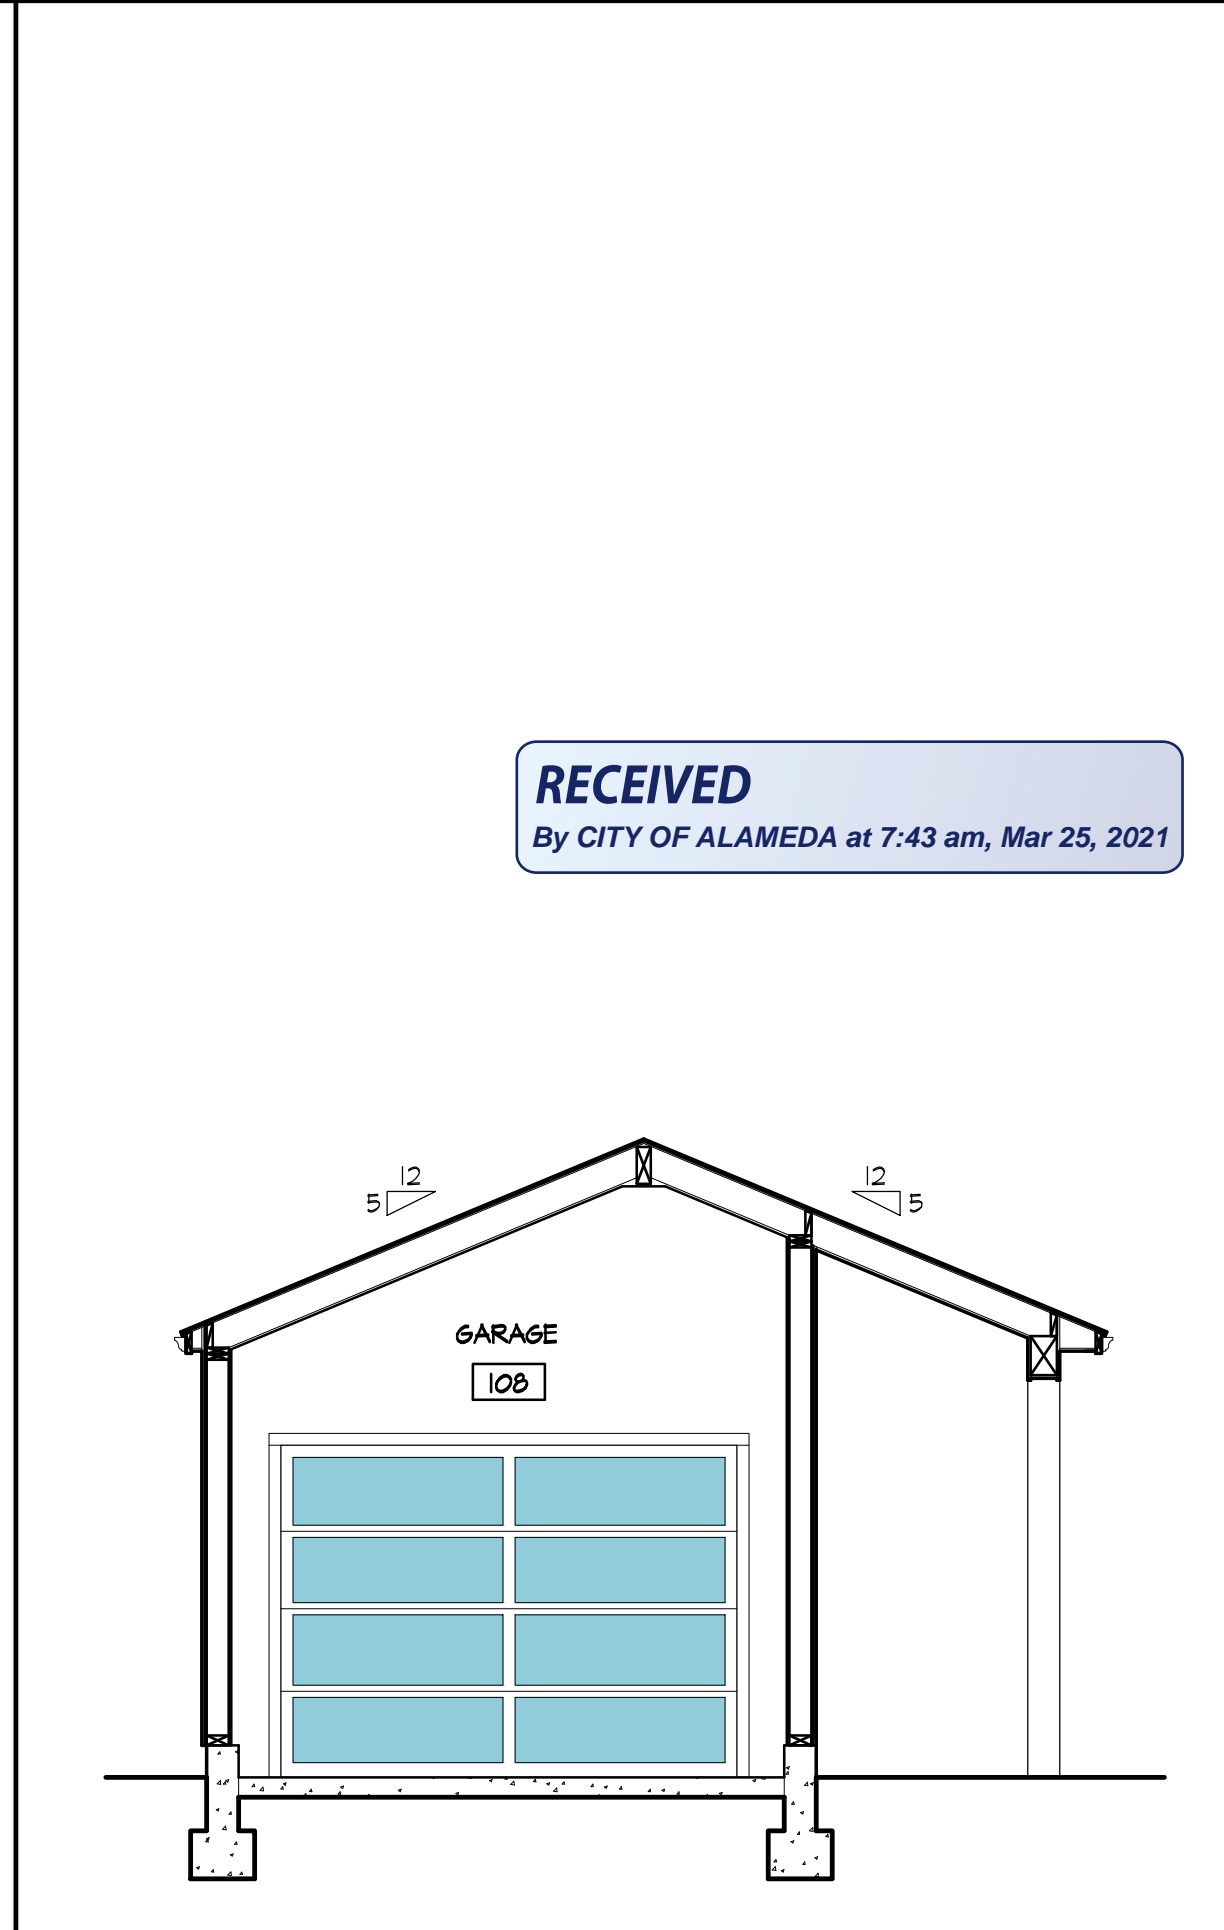 RECEIVED
By CITY OF ALAMEDA at 7:43 am, Mar 25, 2021
12
5
12
5
GARAGE
108